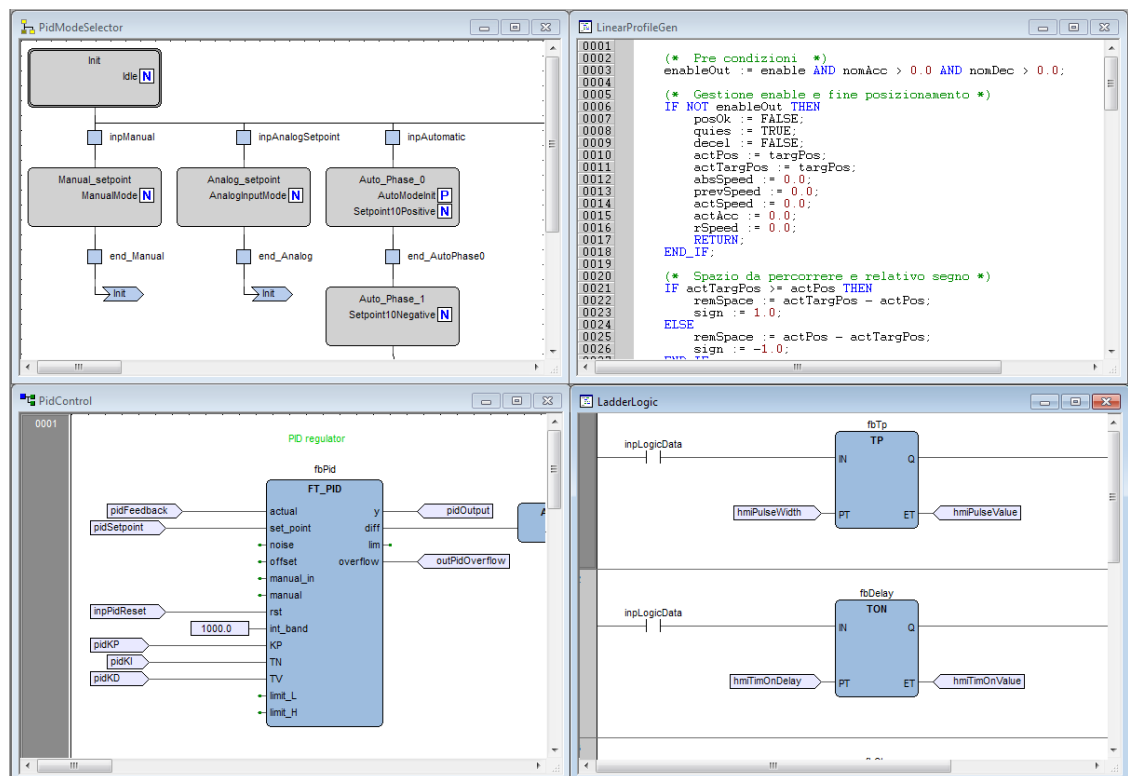 PidModeSelector
Init
Idle N
inpManual
inpAnalogSetpoint
inpAutomatic
Manual_setpoint
ManualMode N
Analog_setpoint
AnalogInputMode N
Auto_Phase_0
AutoModeInit P
Setpoint10Positive N
end_Manual
end_Analog
end_AutoPhase0
Init
Init
Auto_Phase_1
Setpoint10Negative N
LinearProfileGen
0001
0002 (* Pre condizioni *)
0003 enableOut := enable AND nomAcc > 0.0 AND nomDec > 0.0;
0004
0005 (* Gestione enable e fine posizionamento *)
0006 IF NOT enableOut THEN
0007 posOk := FALSE;
0008 quies := TRUE;
0009 decel := FALSE;
0010 actPos := targPos;
0011 actTargPos := targPos;
0012 absSpeed := 0.0;
0013 prevSpeed := 0.0;
0014 actSpeed := 0.0;
0015 actAcc := 0.0;
0016 rSpeed := 0.0;
0017 RETURN;
0018 END_IF;
0019
0020 (* Spazio da percorrere e relativo segno *)
0021 IF actTargPos >= actPos THEN
0022 remSpace := actTargPos - actPos;
0023 sign := 1.0;
0024 ELSE
0025 remSpace := actPos - actTargPos;
0026 sign := -1.0;
PidControl
0001
PID regulator
fbPid
FT_PID
pidFeedback actual y pidOutput
pidSetpoint set_point diff
noise lim
offset overflow outPidOverflow
manual_in
manual
inpPidReset rst
1000.0 int_band
pidKP KP
pidKI TN
pidKD TV
limit_L
limit_H
LadderLogic
fbTp
inpLogicData TP
IN Q
hmiPulseWidth PT ET hmiPulseValue
fbDelay
inpLogicData TON
IN Q
hmiTimOnDelay PT ET hmiTimOnValue